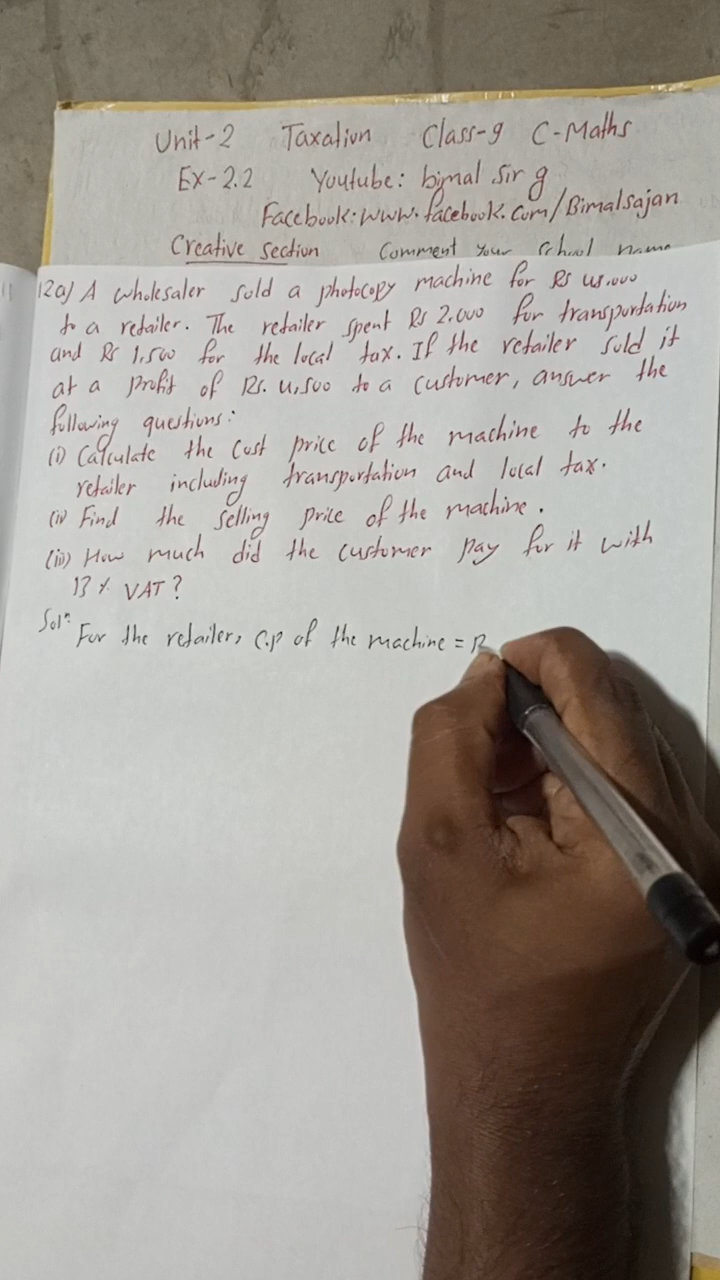 Unit-2 Taxation Class-9 C-Maths
Ex-2.2 Youtube: bimal sir g
Facebook: www.facebook.com/Bimalsajan
Creative section Comment your school name
12a) A wholesaler sold a photocopy machine for Rs 48,000
to a retailer. The retailer spent Rs 2,000 for transportation
and Rs 1,500 for the local tax. If the retailer sold it
at a profit of Rs. 4,500 to a customer, answer the
following questions:
(i) Calculate the cost price of the machine to the
retailer including transportation and local tax.
(ii) Find the selling price of the machine.
(iii) How much did the customer pay for it with
13% VAT?
Solⁿ: For the retailer, C.P of the machine = R